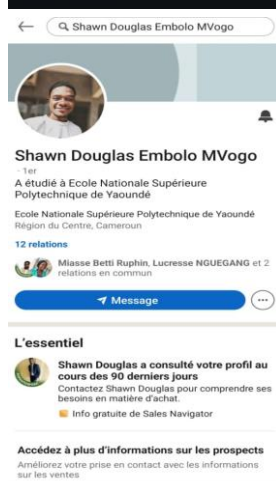 Shawn Douglas Embolo MVogo
Shawn Douglas Embolo MVogo
· 1er
A étudié à Ecole Nationale Supérieure
Polytechnique de Yaoundé
Ecole Nationale Supérieure Polytechnique de Yaoundé
Région du Centre, Cameroun
12 relations
Miasse Betti Ruphin, Lucresse NGUEGANG et 2
relations en commun
Message
L'essentiel
Shawn Douglas a consulté votre profil au
cours des 90 derniers jours
Contactez Shawn Douglas pour comprendre ses
besoins en matière d'achat.
Info gratuite de Sales Navigator
Accédez à plus d'informations sur les prospects
Améliorez votre prise en contact avec les informations
sur les ventes